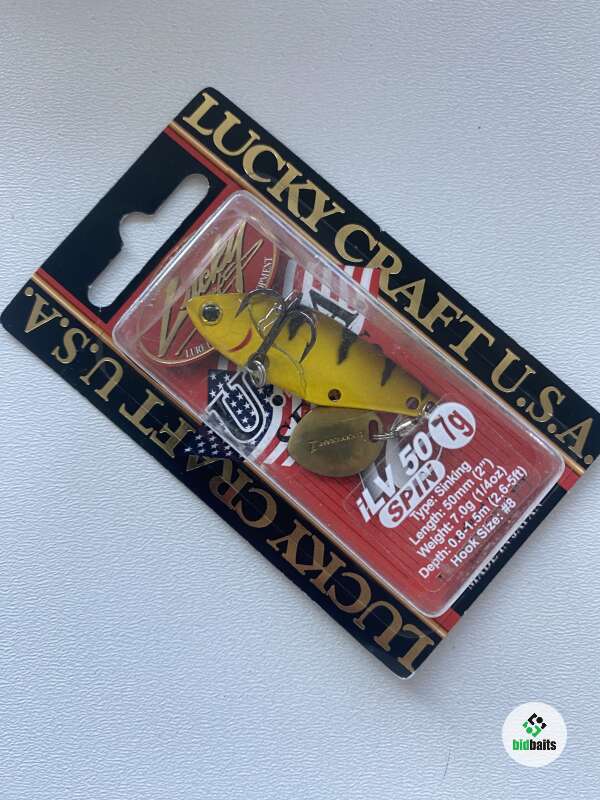 LUCKY CRAFT U.S.A.
Lucky
iLV 50 7g
SPIN
Type: Sinking
Length: 50mm (2")
Weight: 7.0g (1/4oz)
Depth: 0.8-1.5m (2.6-5ft)
Hook Size: #8
LUCKY CRAFT U.S.A.
bidbaits